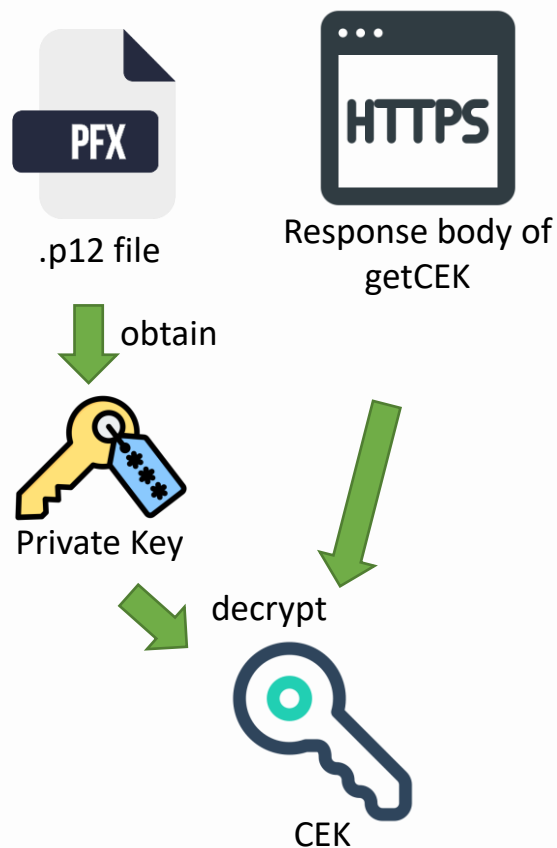 PFX
HTTPS
.p12 file
Response body of
getCEK
obtain
***
Private Key
decrypt
CEK